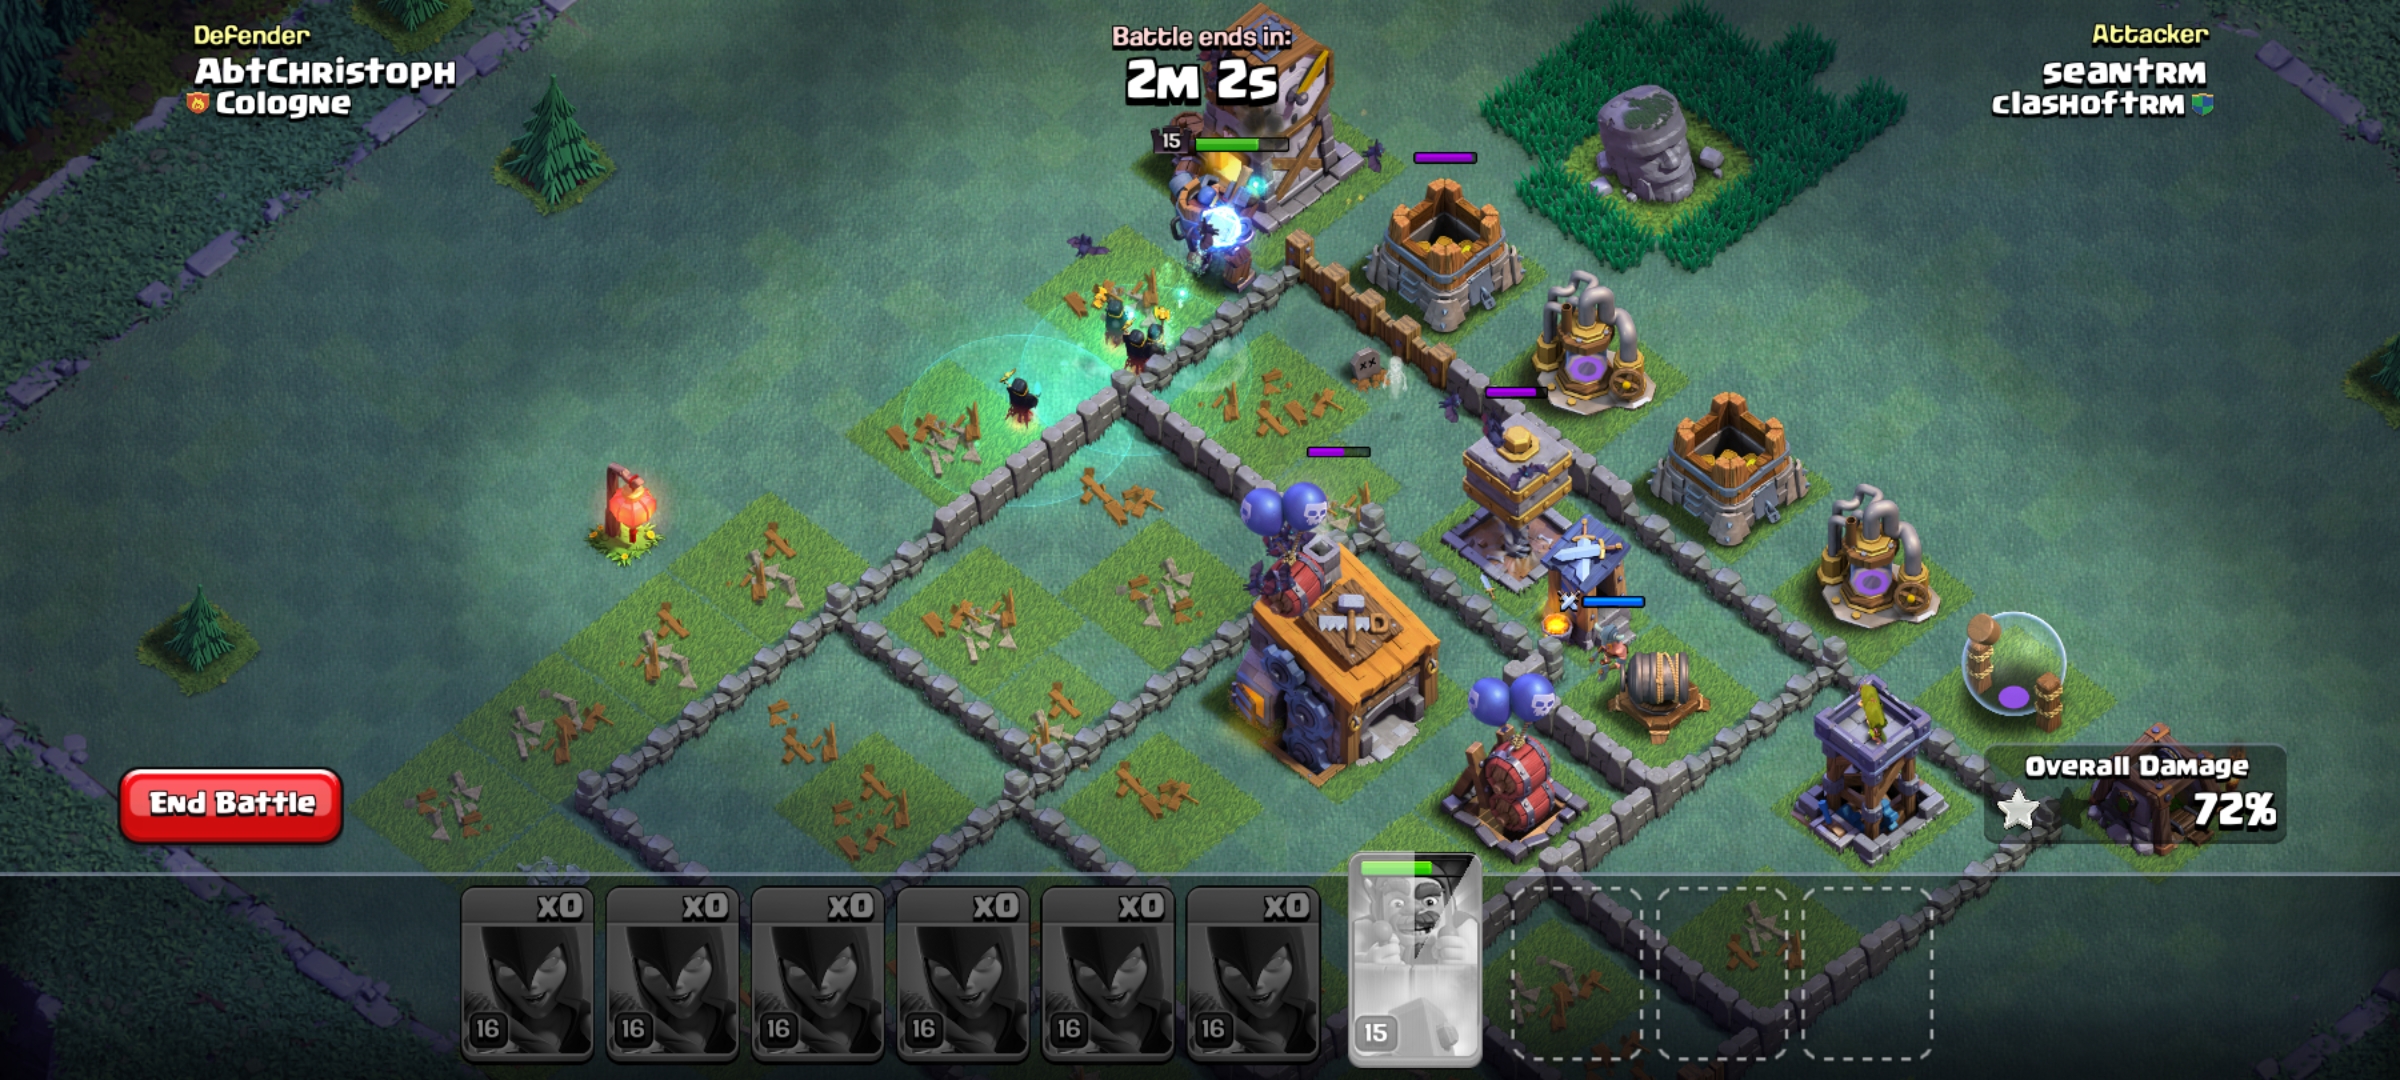 Defender
AbtChristoph
Cologne
Battle ends in:
2m 2s
Attacker
seantrm
clashoftrm
15
End Battle
Overall Damage
72%
x0
x0
x0
x0
x0
x0
16
16
16
16
16
16
15